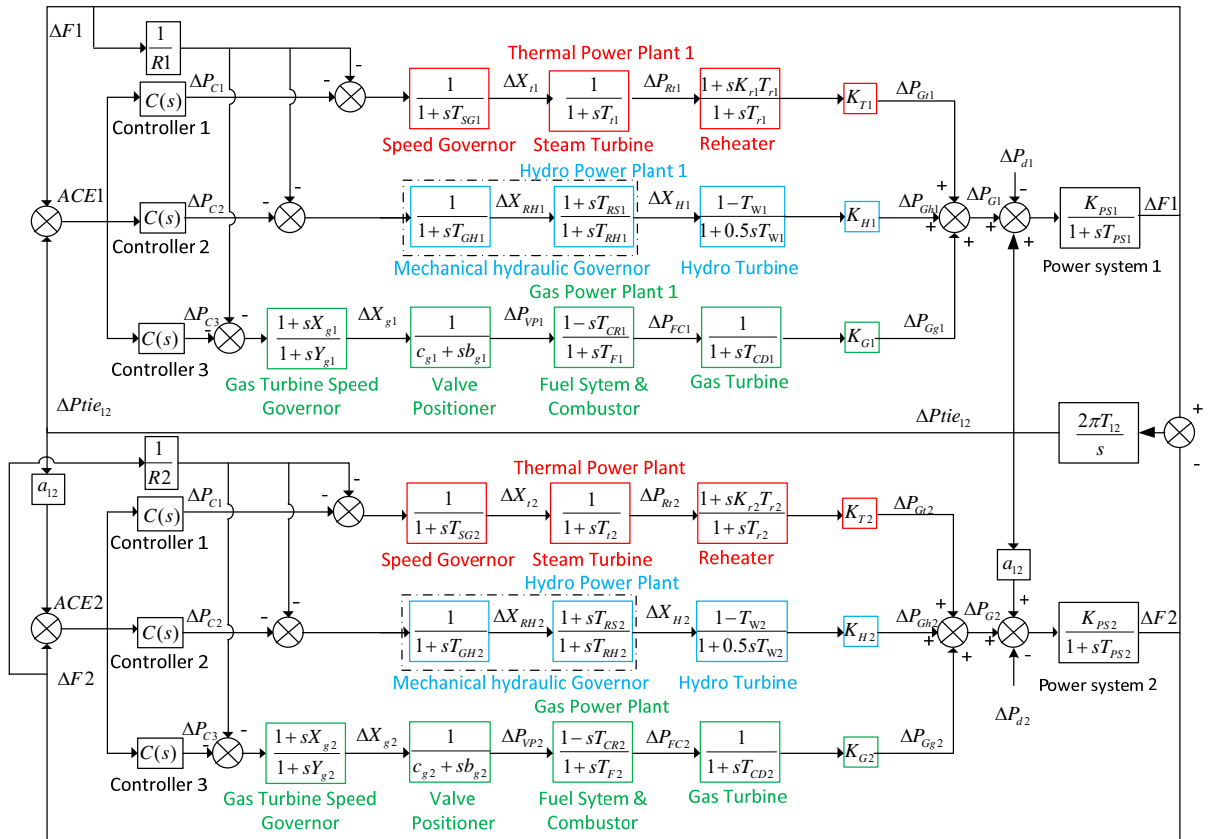 ΔF1
1
R1
Thermal Power Plant 1
ΔP_C1
C(s)
Controller 1
-
-
1
1 + sT_SG1
Speed Governor
ΔX_t1
1
1 + sT_t1
Steam Turbine
ΔP_Rt1
1 + sK_r1T_r1
1 + sT_r1
Reheater
K_T1
ΔP_Gt1
Hydro Power Plant 1
ACE1
C(s)
Controller 2
ΔP_C2
-
-
1
1 + sT_GH1
ΔX_RH1
1 + sT_RS1
1 + sT_RH1
Mechanical hydraulic Governor
ΔX_H1
1 - T_W1
1 + 0.5sT_W1
Hydro Turbine
K_H1
ΔP_Gh1
+
+
+
ΔP_G1
ΔP_d1
-
+
+
K_PS1
1 + sT_PS1
Power system 1
ΔF1
Gas Power Plant 1
C(s)
Controller 3
ΔP_C3
-
-
1 + sX_g1
1 + sY_g1
Gas Turbine Speed
Governor
ΔX_g1
1
c_g1 + sb_g1
Valve
Positioner
ΔP_VP1
1 - sT_CR1
1 + sT_F1
Fuel Sytem &
Combustor
ΔP_FC1
1
1 + sT_CD1
Gas Turbine
K_G1
ΔP_Gg1
ΔPtie_12
ΔPtie_12
2πT_12
s
+
-
a_12
1
R2
Thermal Power Plant
ΔP_C1
C(s)
Controller 1
-
-
1
1 + sT_SG2
Speed Governor
ΔX_t2
1
1 + sT_t2
Steam Turbine
ΔP_Rt2
1 + sK_r2T_r2
1 + sT_r2
Reheater
K_T2
ΔP_Gt2
a_12
Hydro Power Plant
ACE2
C(s)
Controller 2
ΔP_C2
-
-
1
1 + sT_GH2
ΔX_RH2
1 + sT_RS2
1 + sT_RH2
Mechanical hydraulic Governor
ΔX_H2
1 - T_W2
1 + 0.5sT_W2
Hydro Turbine
K_H2
ΔP_Gh2
+
+
+
ΔP_G2
+
+
-
ΔP_d2
K_PS2
1 + sT_PS2
Power system 2
ΔF2
ΔF2
Gas Power Plant
C(s)
Controller 3
ΔP_C3
-
-
1 + sX_g2
1 + sY_g2
Gas Turbine Speed
Governor
ΔX_g2
1
c_g2 + sb_g2
Valve
Positioner
ΔP_VP2
1 - sT_CR2
1 + sT_F2
Fuel Sytem &
Combustor
ΔP_FC2
1
1 + sT_CD2
Gas Turbine
K_G2
ΔP_Gg2